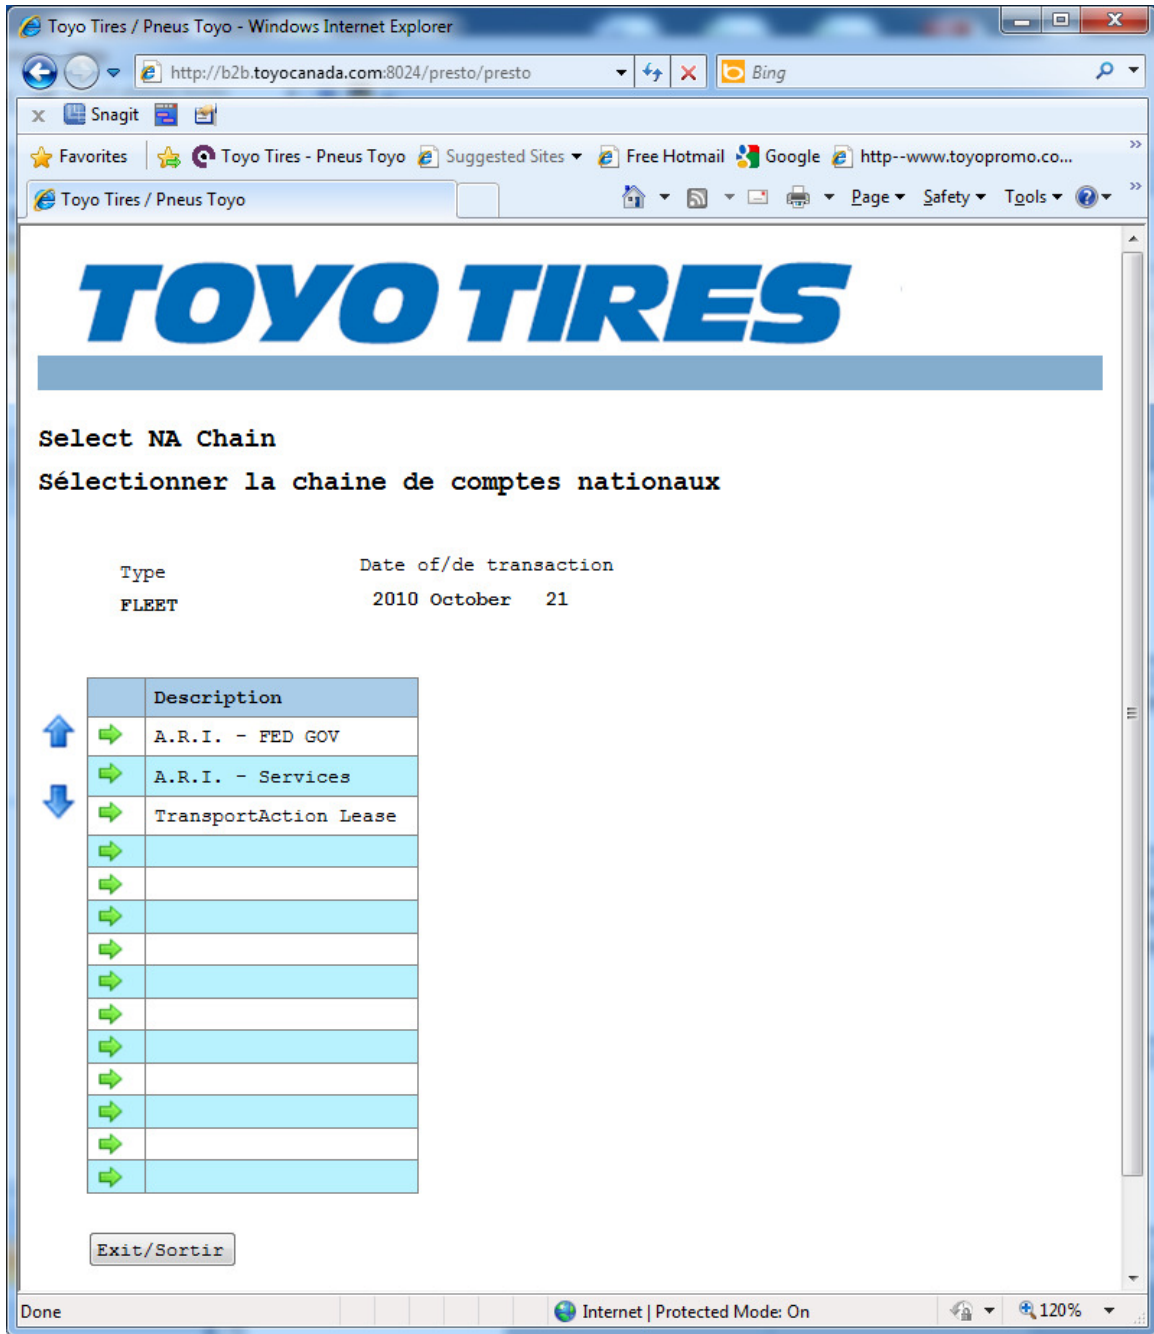 Toyo Tires / Pneus Toyo - Windows Internet Explorer
http://b2b.toyocanada.com:8024/presto/presto
Bing
x Snagit
Favorites Toyo Tires - Pneus Toyo Suggested Sites Free Hotmail Google http--www.toyopromo.co... »
Toyo Tires / Pneus Toyo Page Safety Tools »
TOYO TIRES
Select NA Chain
Sélectionner la chaine de comptes nationaux
Type Date of/de transaction
FLEET 2010 October 21
Description
A.R.I. - FED GOV
A.R.I. - Services
TransportAction Lease
Exit/Sortir
Done Internet | Protected Mode: On 120%